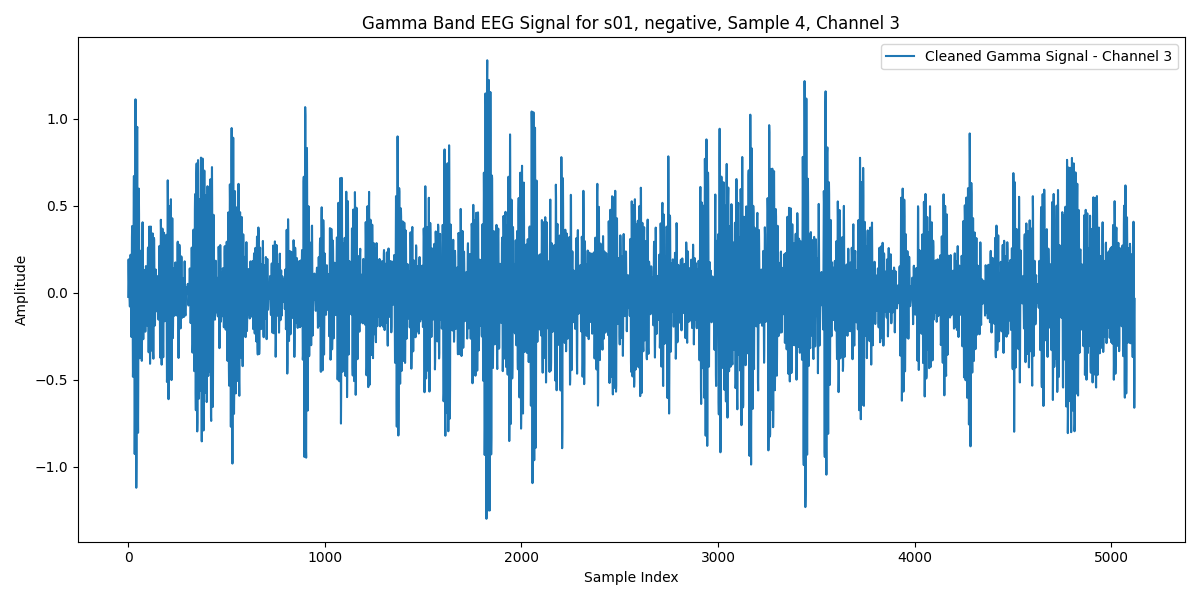 Gamma Band EEG Signal for s01, negative, Sample 4, Channel 3
Cleaned Gamma Signal - Channel 3
1.0
0.5
0.0
−0.5
−1.0
Amplitude
0 1000 2000 3000 4000 5000
Sample Index